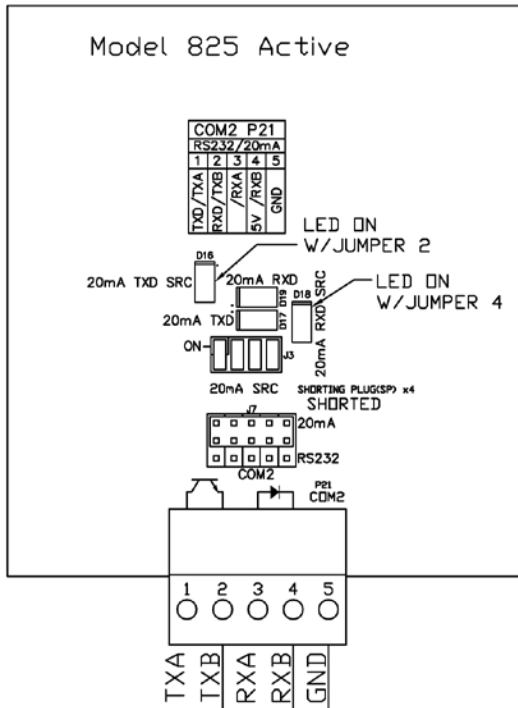 Model 825 Active
COM2 P21
RS232/20mA
1 2 3 4 5
TXD/TXA
RXD/TXB
/RXA
5V /RXB
GND
LED ON
W/JUMPER 2
D16
20mA TXD SRC
20mA RXD
D19
D18
LED ON
W/JUMPER 4
20mA TXD
D17
20mA RXD SRC
ON
J3
20mA SRC
SHORTING PLUG(SP) x4
SHORTED
J7
20mA
RS232
COM2
P21
COM2
1 2 3 4 5
TXA
TXB
RXA
RXB
GND